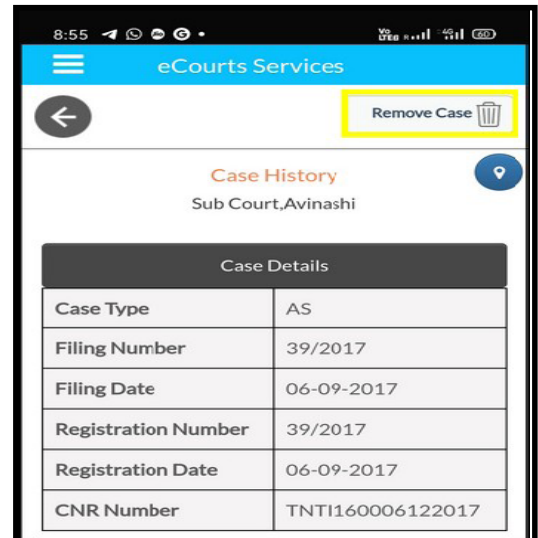 8:55
eCourts Services
Remove Case
Case History
Sub Court,Avinashi
Case Details
Case Type AS
Filing Number 39/2017
Filing Date 06-09-2017
Registration Number 39/2017
Registration Date 06-09-2017
CNR Number TNTI160006122017